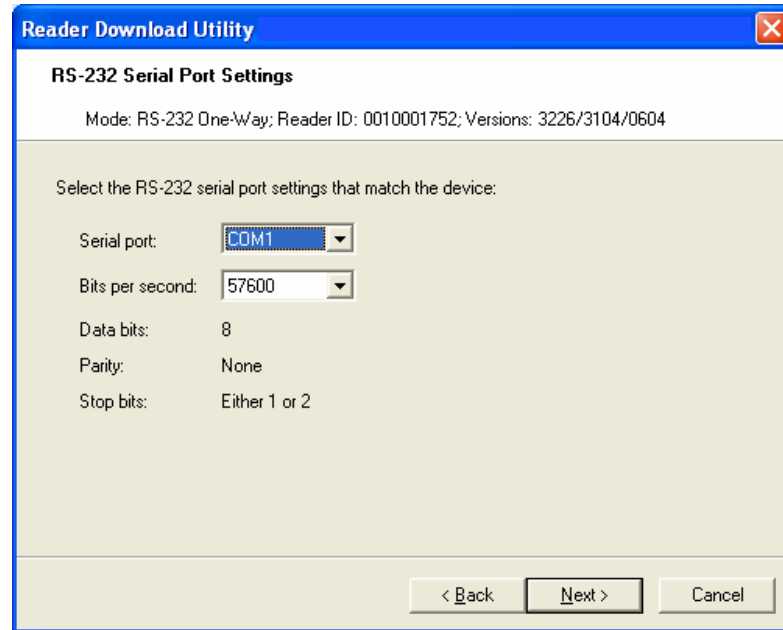 Reader Download Utility
RS-232 Serial Port Settings
Mode: RS-232 One-Way; Reader ID: 0010001752; Versions: 3226/3104/0604
Select the RS-232 serial port settings that match the device:
Serial port: COM1
Bits per second: 57600
Data bits: 8
Parity: None
Stop bits: Either 1 or 2
< Back Next > Cancel